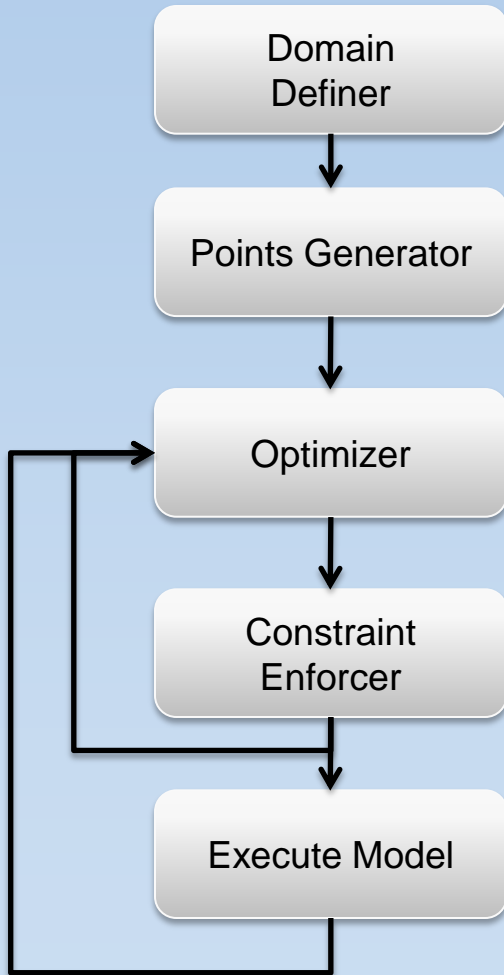 Domain
Definer
Points Generator
Optimizer
Constraint
Enforcer
Execute Model